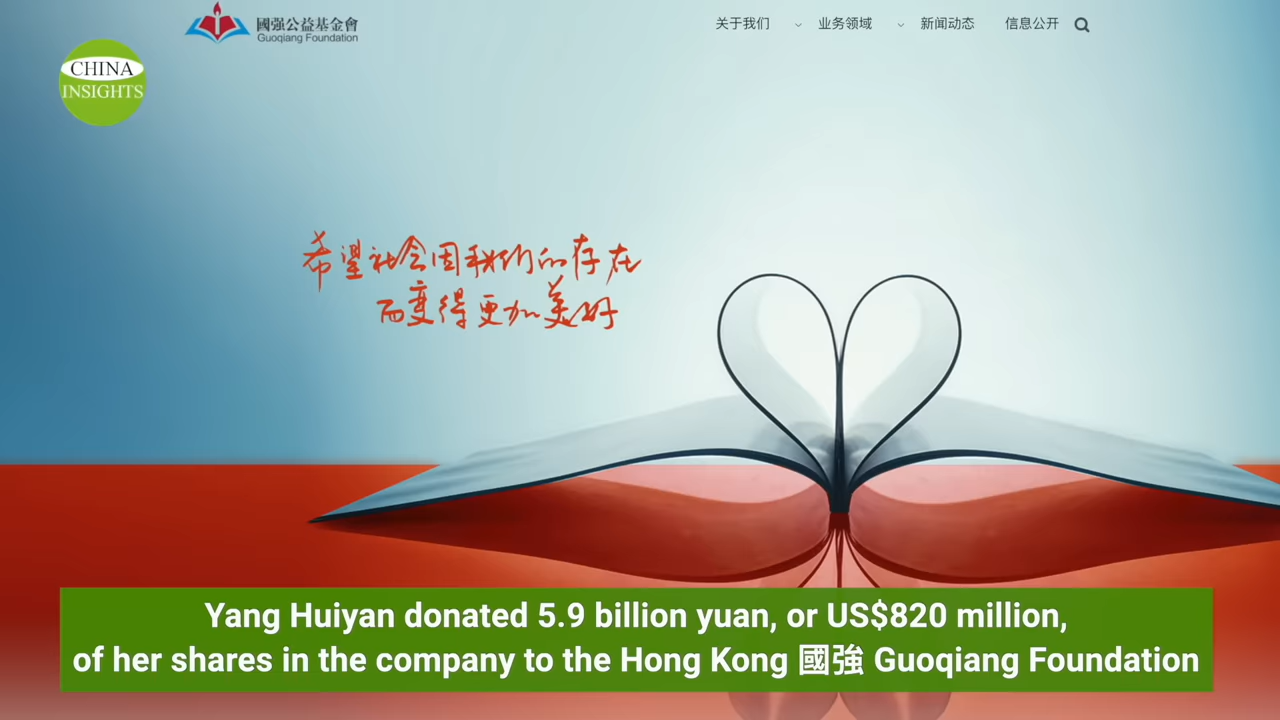 國强公益基金會
Guoqiang Foundation
关于我们 业务领域 新闻动态 信息公开
CHINA
INSIGHTS
希望社会因我们的存在
而变得更加美好
Yang Huiyan donated 5.9 billion yuan, or US$820 million,
of her shares in the company to the Hong Kong 國強 Guoqiang Foundation